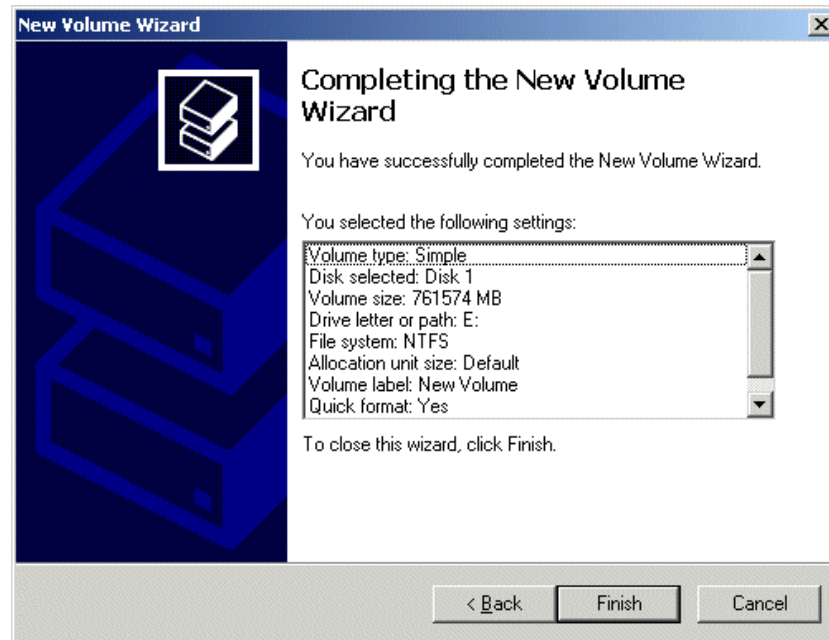 New Volume Wizard
Completing the New Volume
Wizard
You have successfully completed the New Volume Wizard.
You selected the following settings:
Volume type: Simple
Disk selected: Disk 1
Volume size: 761574 MB
Drive letter or path: E:
File system: NTFS
Allocation unit size: Default
Volume label: New Volume
Quick format: Yes
To close this wizard, click Finish.
< Back Finish Cancel